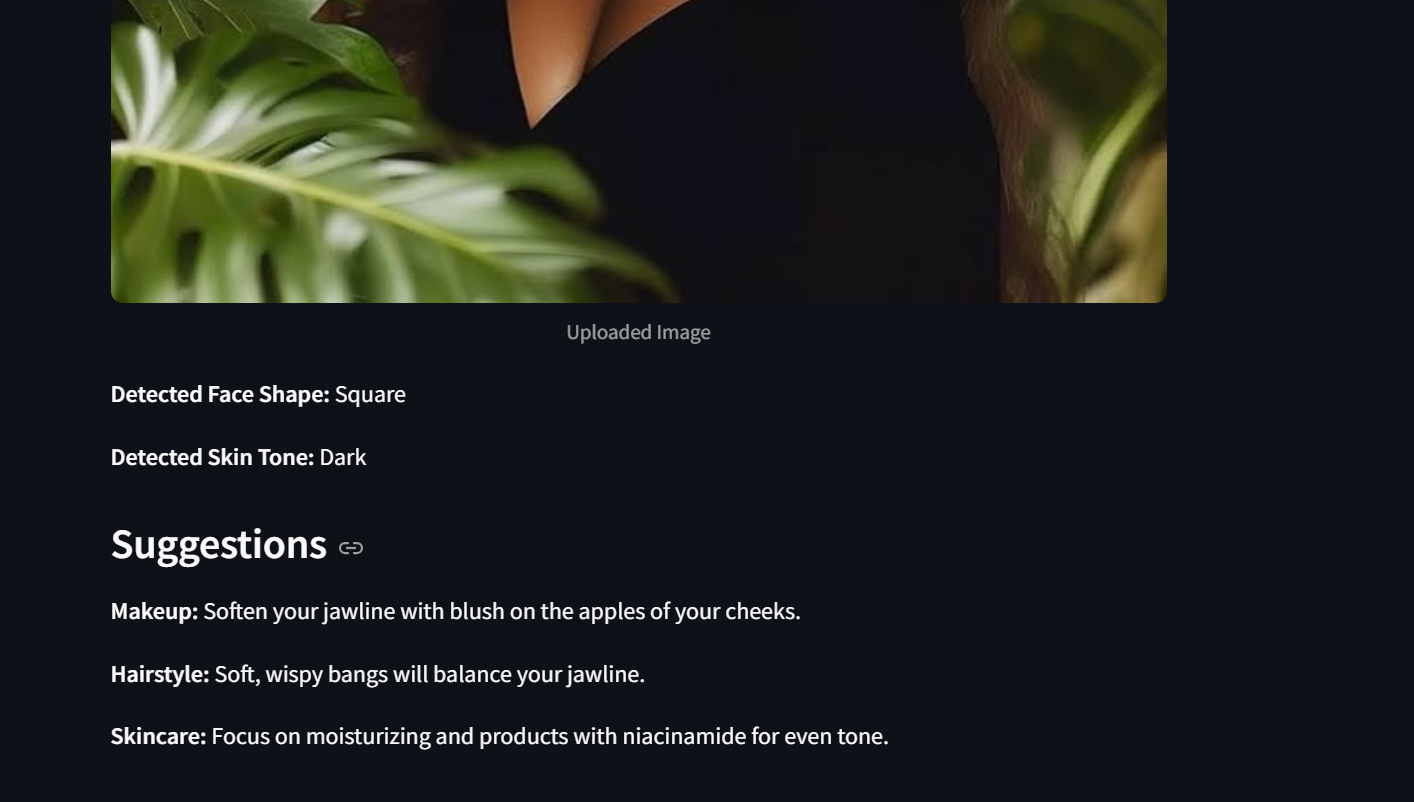 Uploaded Image
Detected Face Shape: Square
Detected Skin Tone: Dark
Suggestions
Makeup: Soften your jawline with blush on the apples of your cheeks.
Hairstyle: Soft, wispy bangs will balance your jawline.
Skincare: Focus on moisturizing and products with niacinamide for even tone.